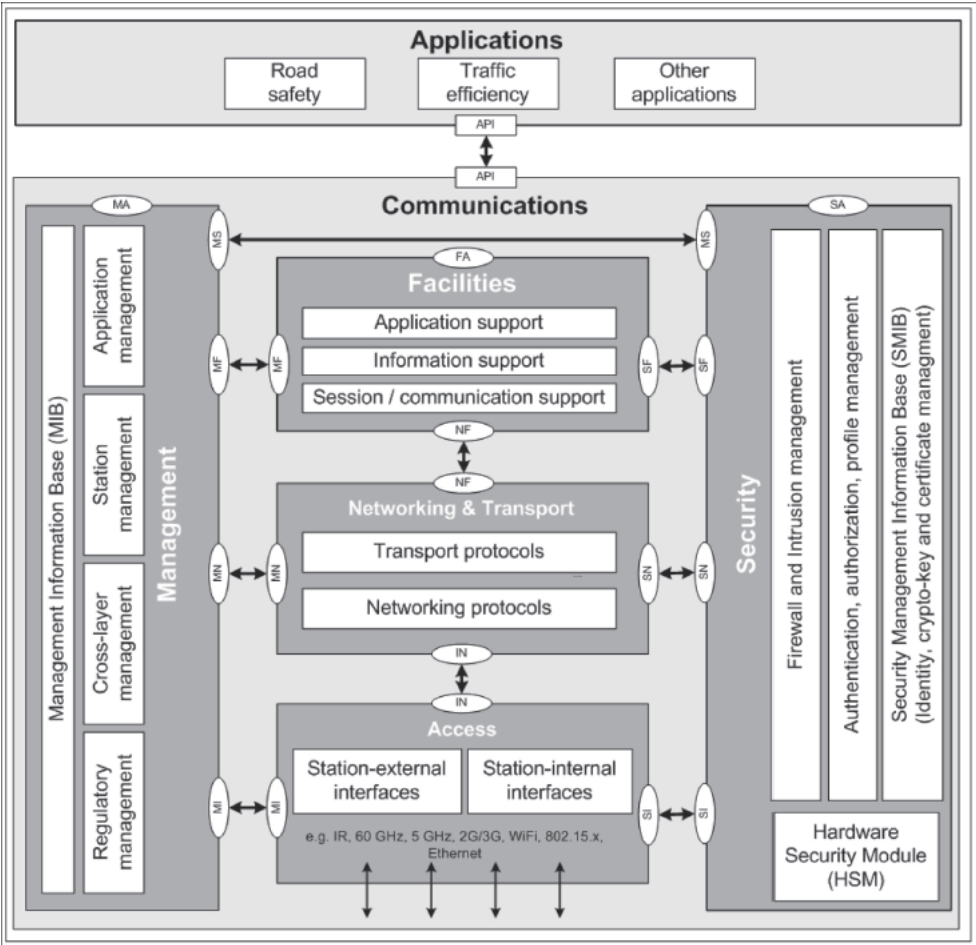 Applications
Road
safety
Traffic
efficiency
Other
applications
API
API
Communications
MA
Management
Management Information Base (MIB)
Application
management
Station
management
Cross-layer
management
Regulatory
management
MS
MS
FA
Facilities
Application support
Information support
Session / communication support
MF
MF
SF
SF
NF
NF
Networking & Transport
Transport protocols
Networking protocols
MN
MN
SN
SN
IN
IN
Access
Station-external
interfaces
Station-internal
interfaces
e.g. IR, 60 GHz, 5 GHz, 2G/3G, WiFi, 802.15.x,
Ethernet
MI
MI
SI
SI
SA
Security
Firewall and Intrusion management
Authentication, authorization, profile management
Security Management Information Base (SMIB)
(Identity, crypto-key and certificate managment)
Hardware
Security Module
(HSM)